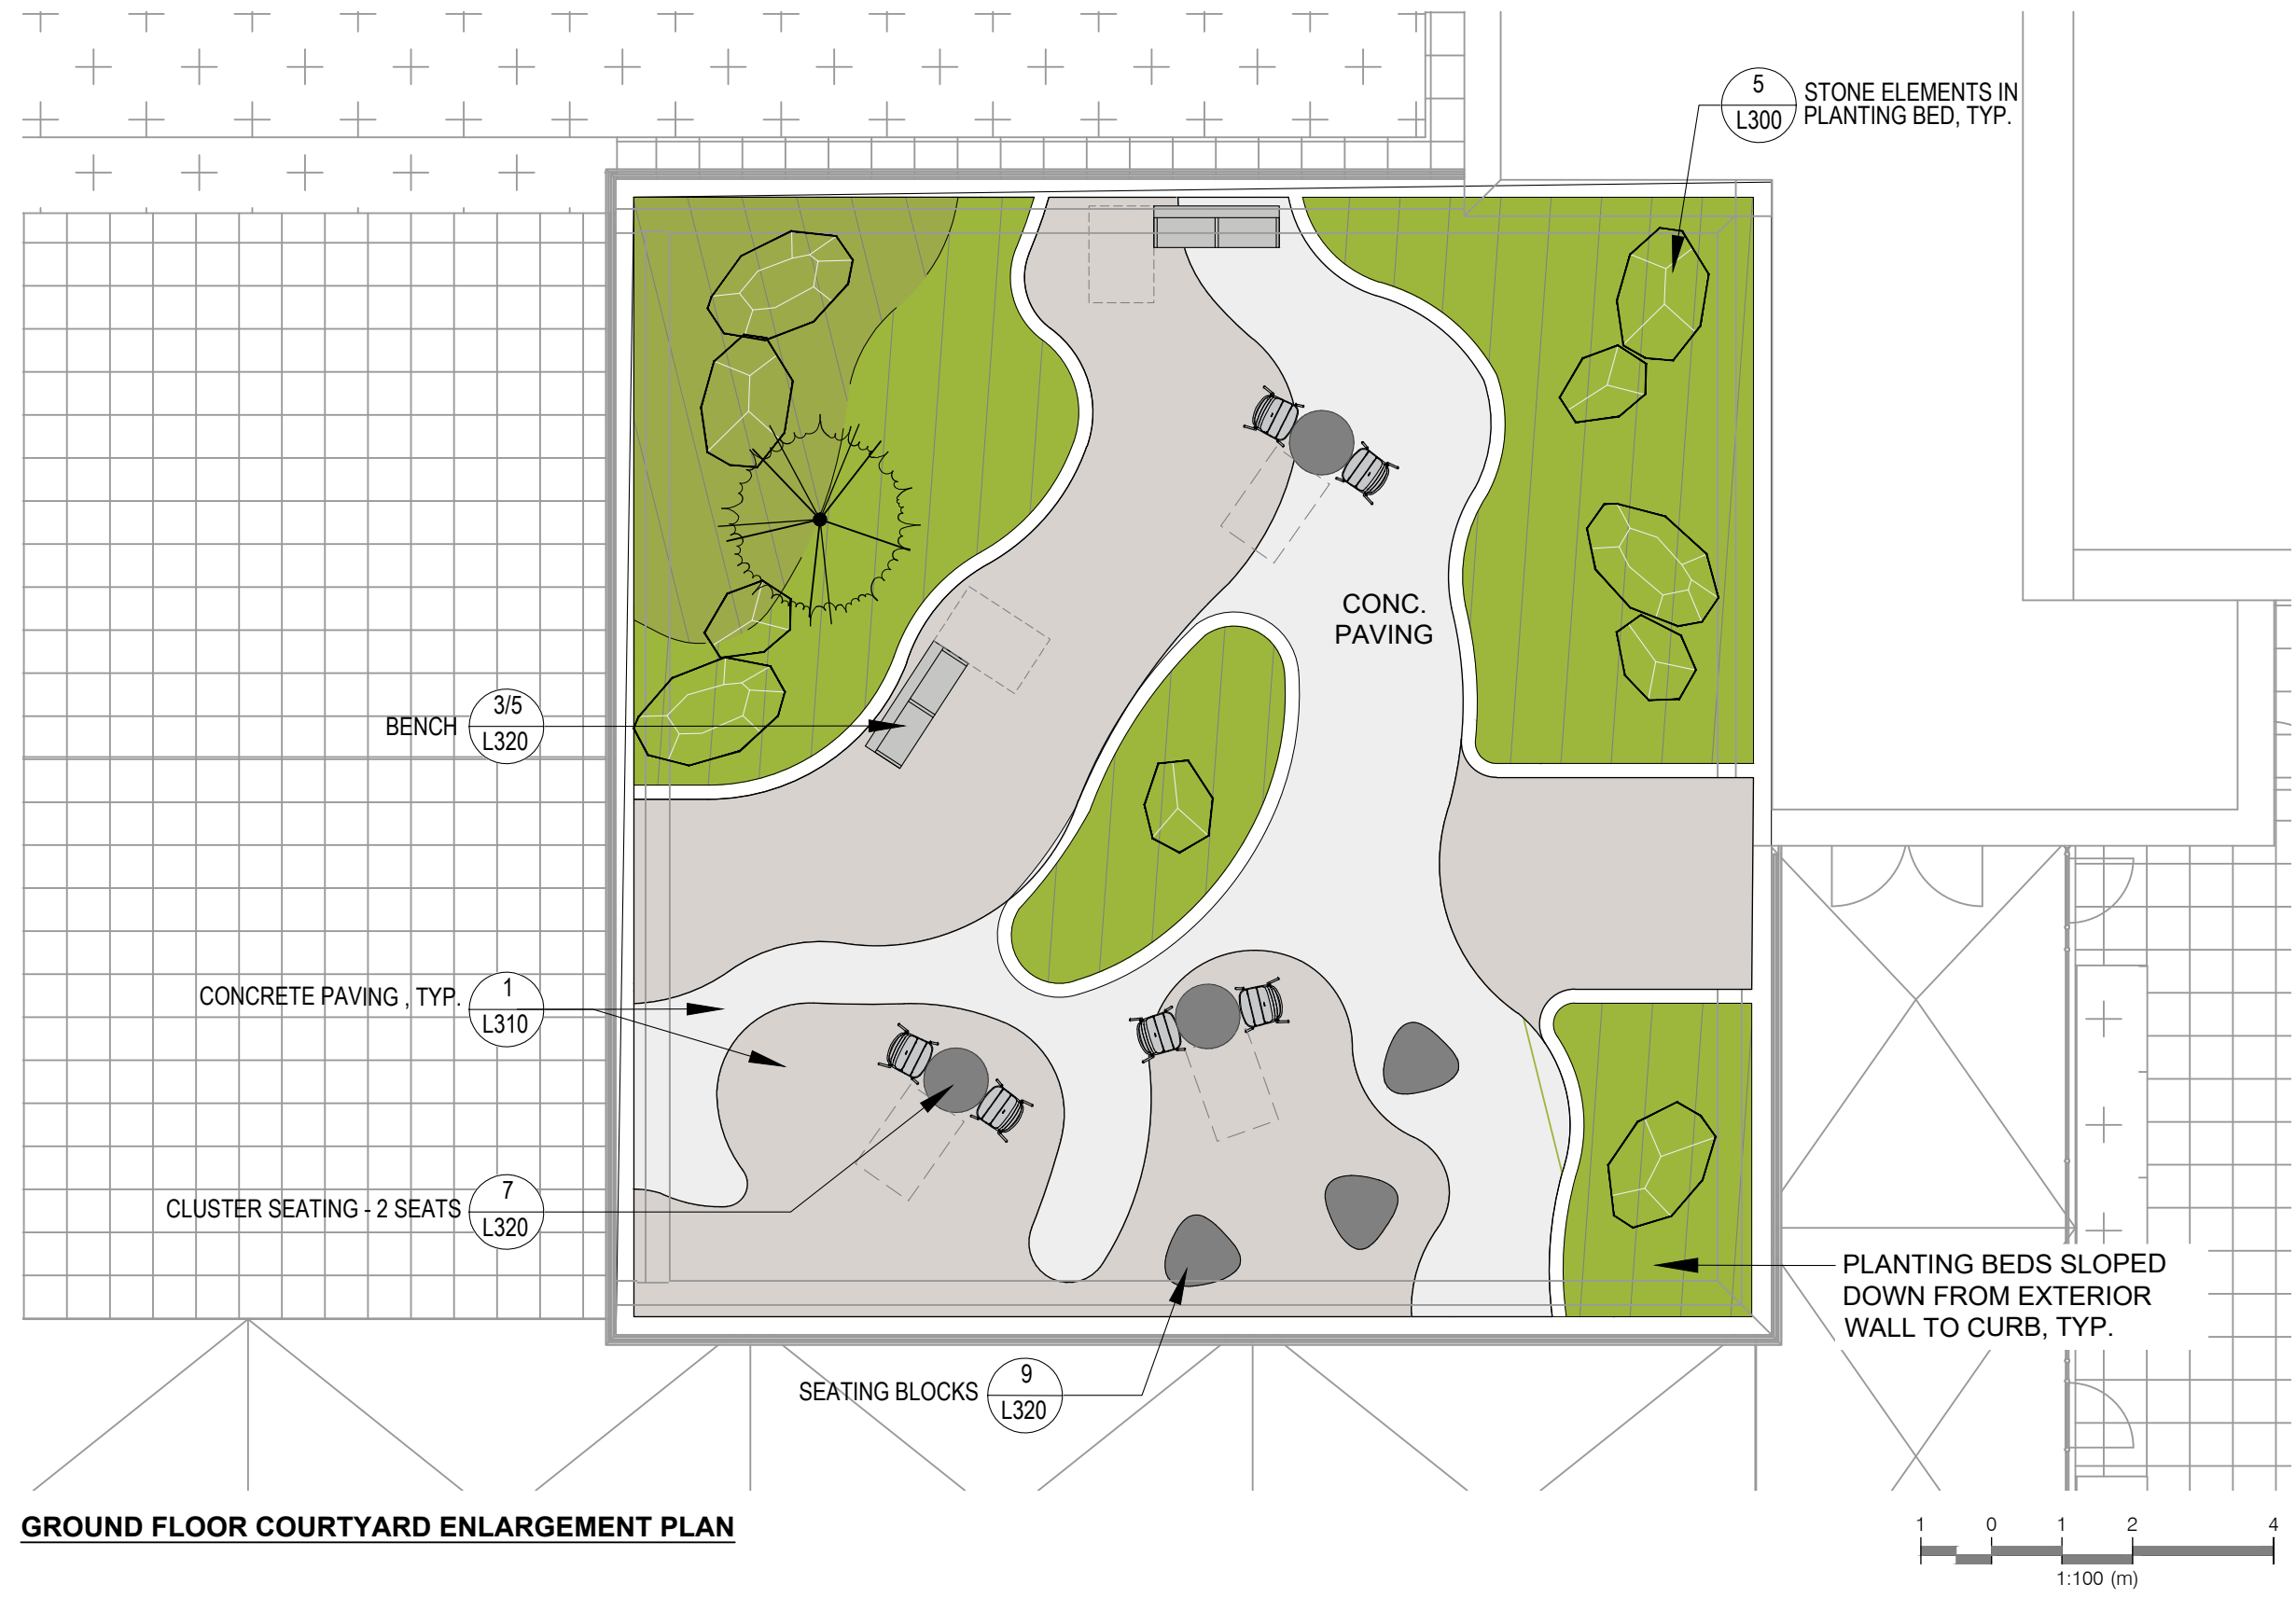 5
L300
STONE ELEMENTS IN
PLANTING BED, TYP.
CONC.
PAVING
BENCH
3/5
L320
CONCRETE PAVING , TYP.
1
L310
CLUSTER SEATING - 2 SEATS
7
L320
PLANTING BEDS SLOPED
DOWN FROM EXTERIOR
WALL TO CURB, TYP.
SEATING BLOCKS
9
L320
GROUND FLOOR COURTYARD ENLARGEMENT PLAN
1 0 1 2 4
1:100 (m)